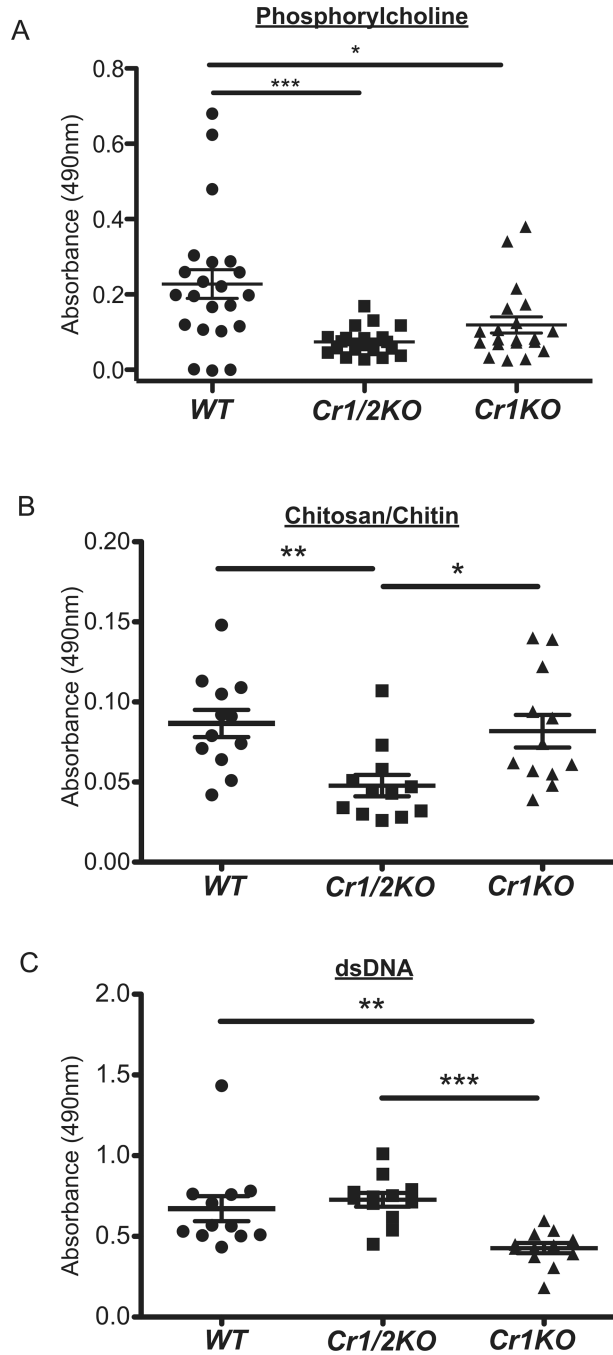 A
Phosphorylcholine
*
***
Absorbance (490nm)
0.8
0.6
0.4
0.2
0.0
WT
Cr1/2KO
Cr1KO
B
Chitosan/Chitin
**
*
Absorbance (490nm)
0.20
0.15
0.10
0.05
0.00
WT
Cr1/2KO
Cr1KO
C
dsDNA
**
***
Absorbance (490nm)
2.0
1.5
1.0
0.5
0.0
WT
Cr1/2KO
Cr1KO